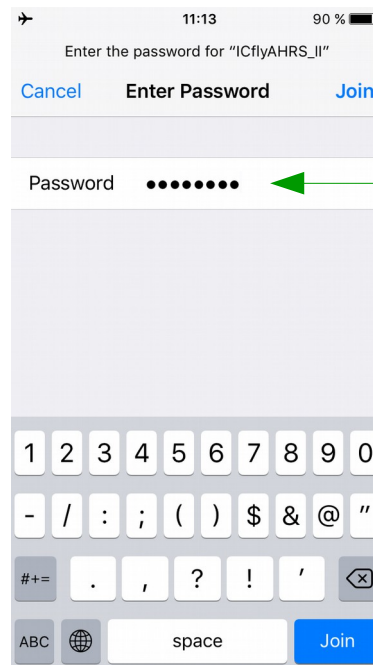 11:13 90 %
Enter the password for “ICflyAHRS_II”
Cancel Enter Password Join
Password ●●●●●●●●
1 2 3 4 5 6 7 8 9 0
- / : ; ( ) $ & @ "
#+= . , ? ! '
ABC space Join